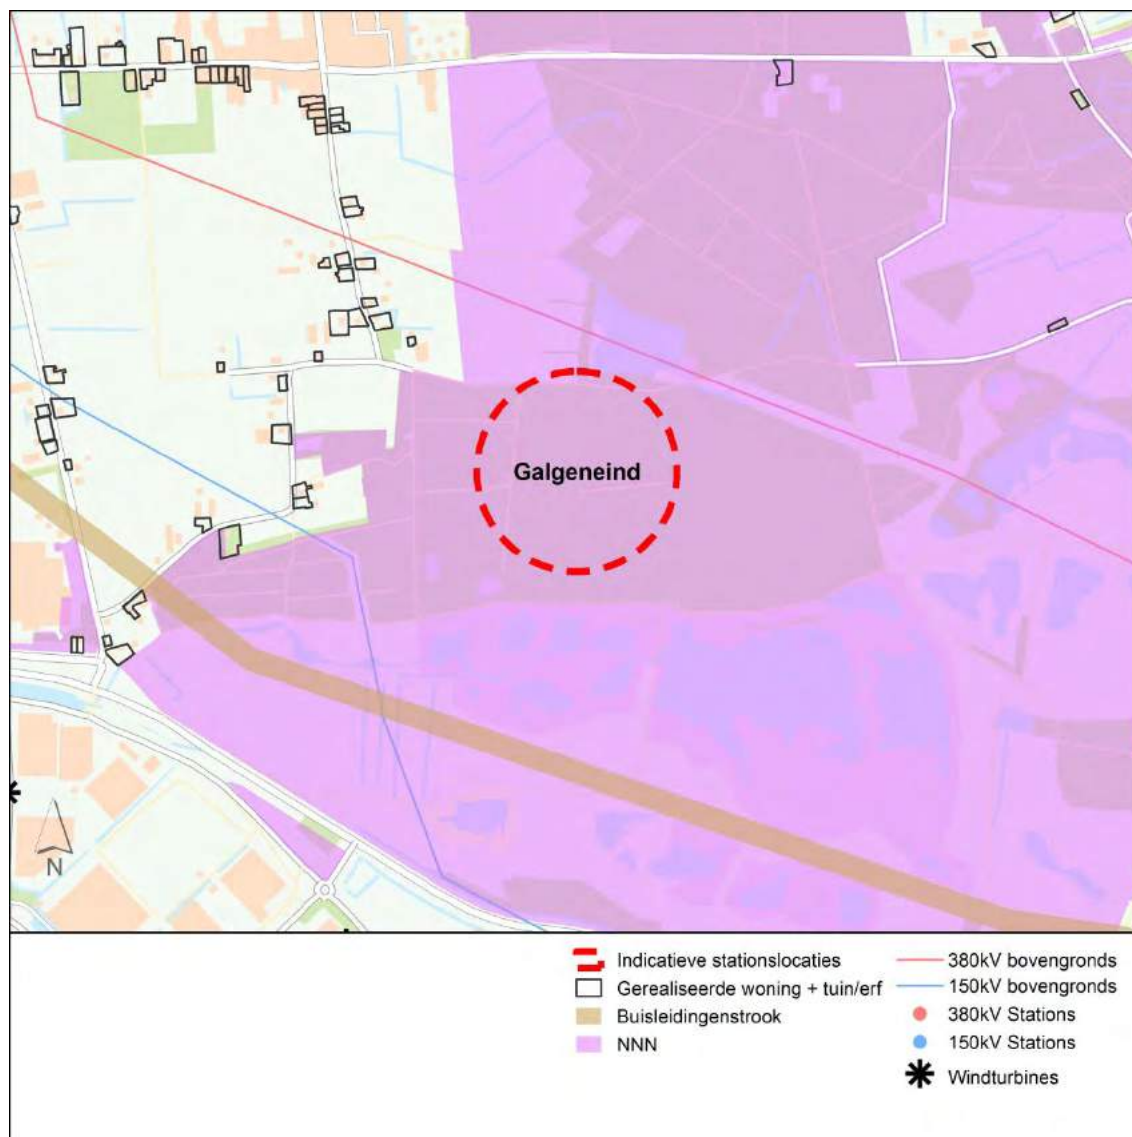 Galgeneind
N
Indicatieve stationslocaties
Gerealiseerde woning + tuin/erf
Buisleidingenstrook
NNN
380kV bovengronds
150kV bovengronds
380kV Stations
150kV Stations
Windturbines